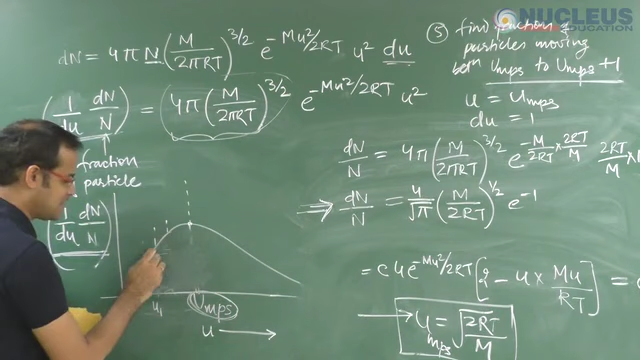 NUCLEUS
EDUCATION
dN = 4π N (M/2πRT)^3/2 e^-Mu²/2RT u² du
(1/du dN/N) = (4π (M/2πRT)^3/2) e^-Mu²/2RT u²
fraction
particle
(1/du dN/N)
u₁ Umps
u →
⑤ find fraction of
particles moving
betn Umps to Umps +1
u = Umps
du = 1
dN/N = 4π (M/2πRT)^3/2 e^-M/2RT × 2RT/M 2RT/M
⇒ dN/N = 4/√π (M/2RT)^1/2 e^-1
= c u e^-Mu²/2RT [2 - u × Mu/RT] =
→ u mps = √2RT/M